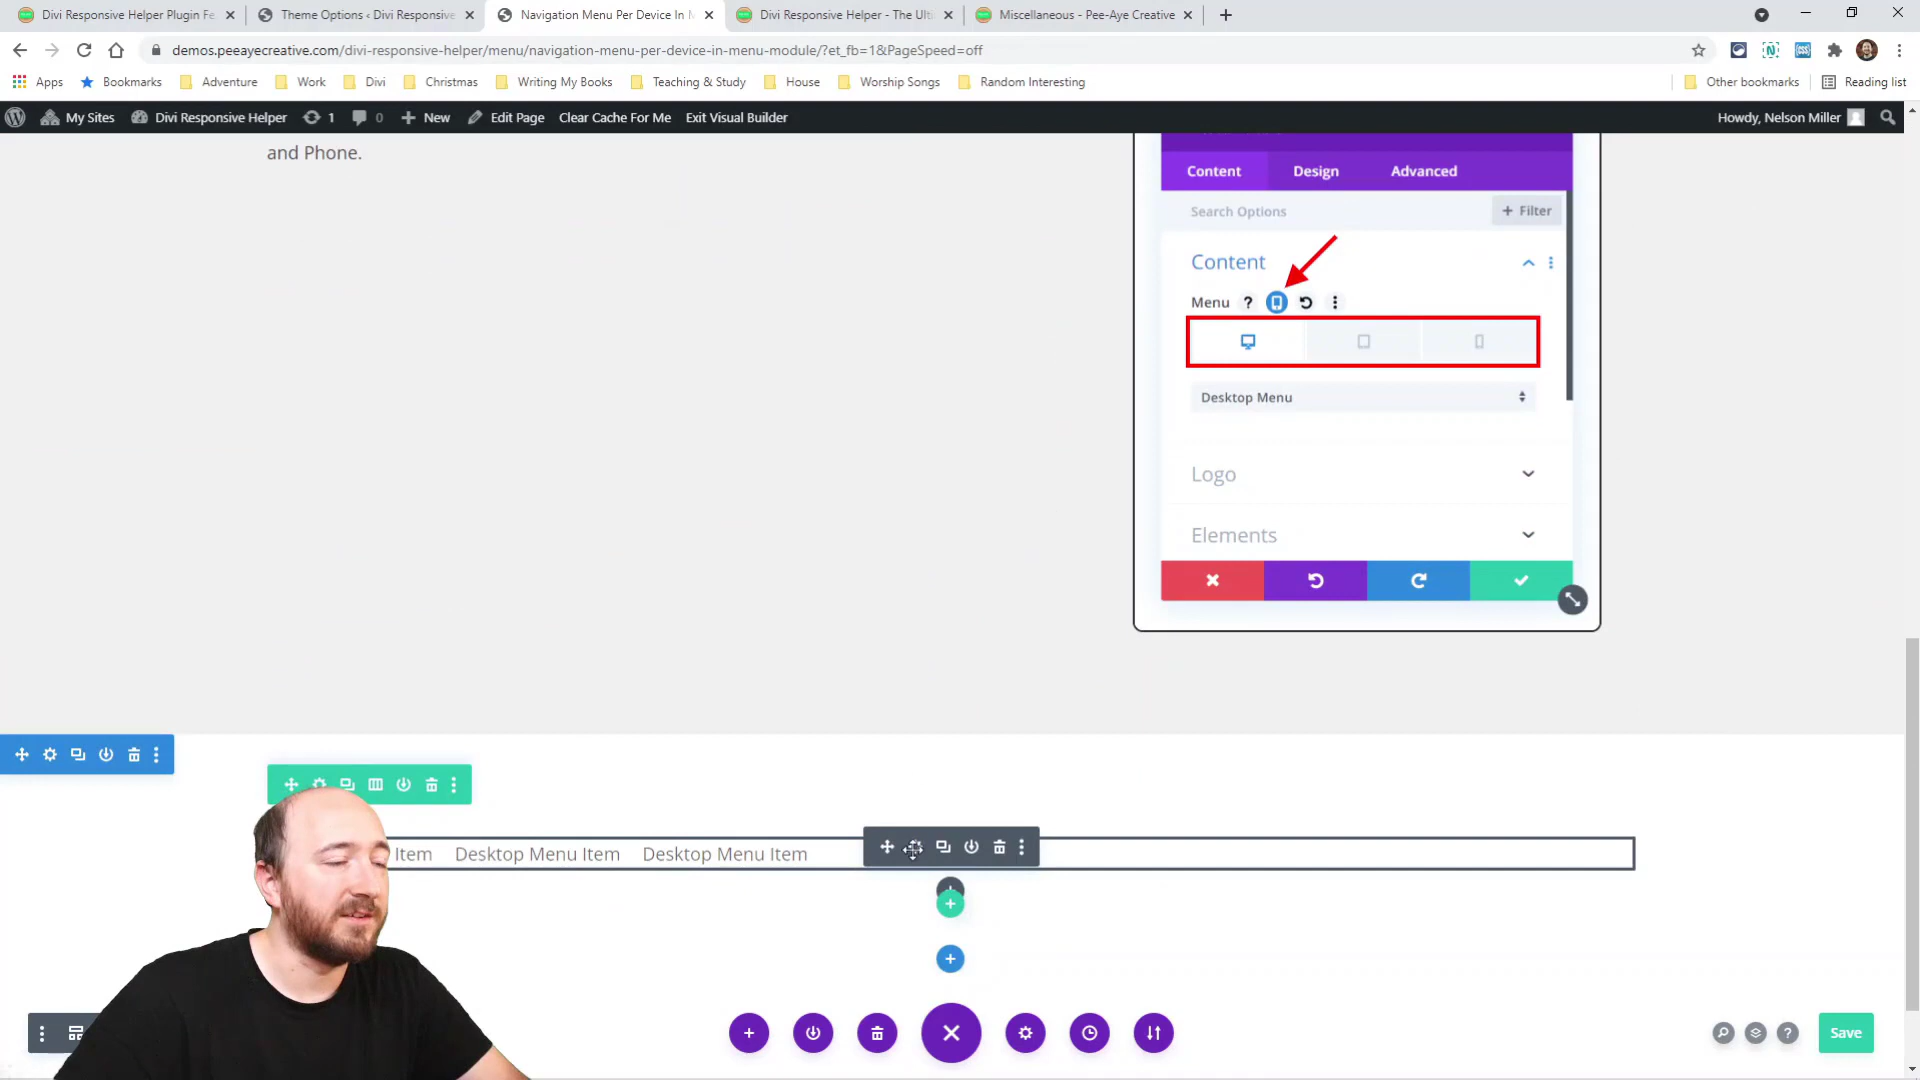 Divi Responsive Helper Plugin Fe
Theme Options ‹ Divi Responsive
Navigation Menu Per Device In M
Divi Responsive Helper - The Ulti
Miscellaneous - Pee-Aye Creative
demos.peeayecreative.com/divi-responsive-helper/menu/navigation-menu-per-device-in-menu-module/?et_fb=1&PageSpeed=off
Apps Bookmarks Adventure Work Divi Christmas Writing My Books Teaching & Study House Worship Songs Random Interesting Other bookmarks Reading list
My Sites Divi Responsive Helper 1 0 New Edit Page Clear Cache For Me Exit Visual Builder Howdy, Nelson Miller
and Phone.
Content Design Advanced
Search Options + Filter
Content
Menu ?
Desktop Menu
Logo
Elements
Item Desktop Menu Item Desktop Menu Item
? Save